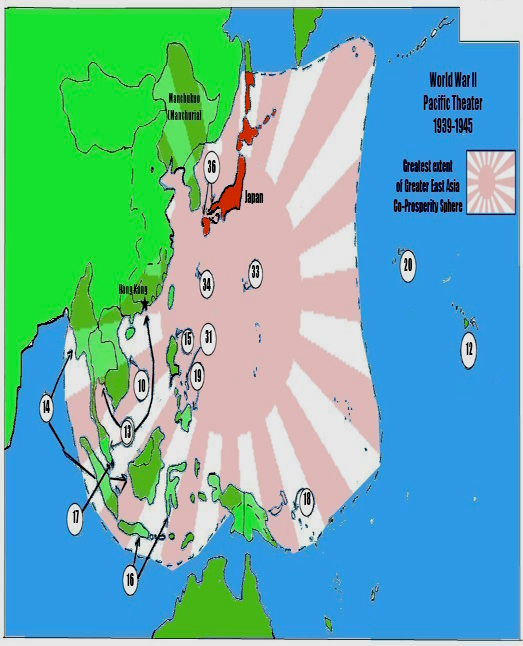 World War II
Pacific Theater
1939-1945
Greatest extent
of Greater East Asia
Co-Prosperity Sphere
Manchukuo
(Manchuria)
36
Japan
20
33
34
Hong Kong
12
15
31
10
19
14
13
18
17
16